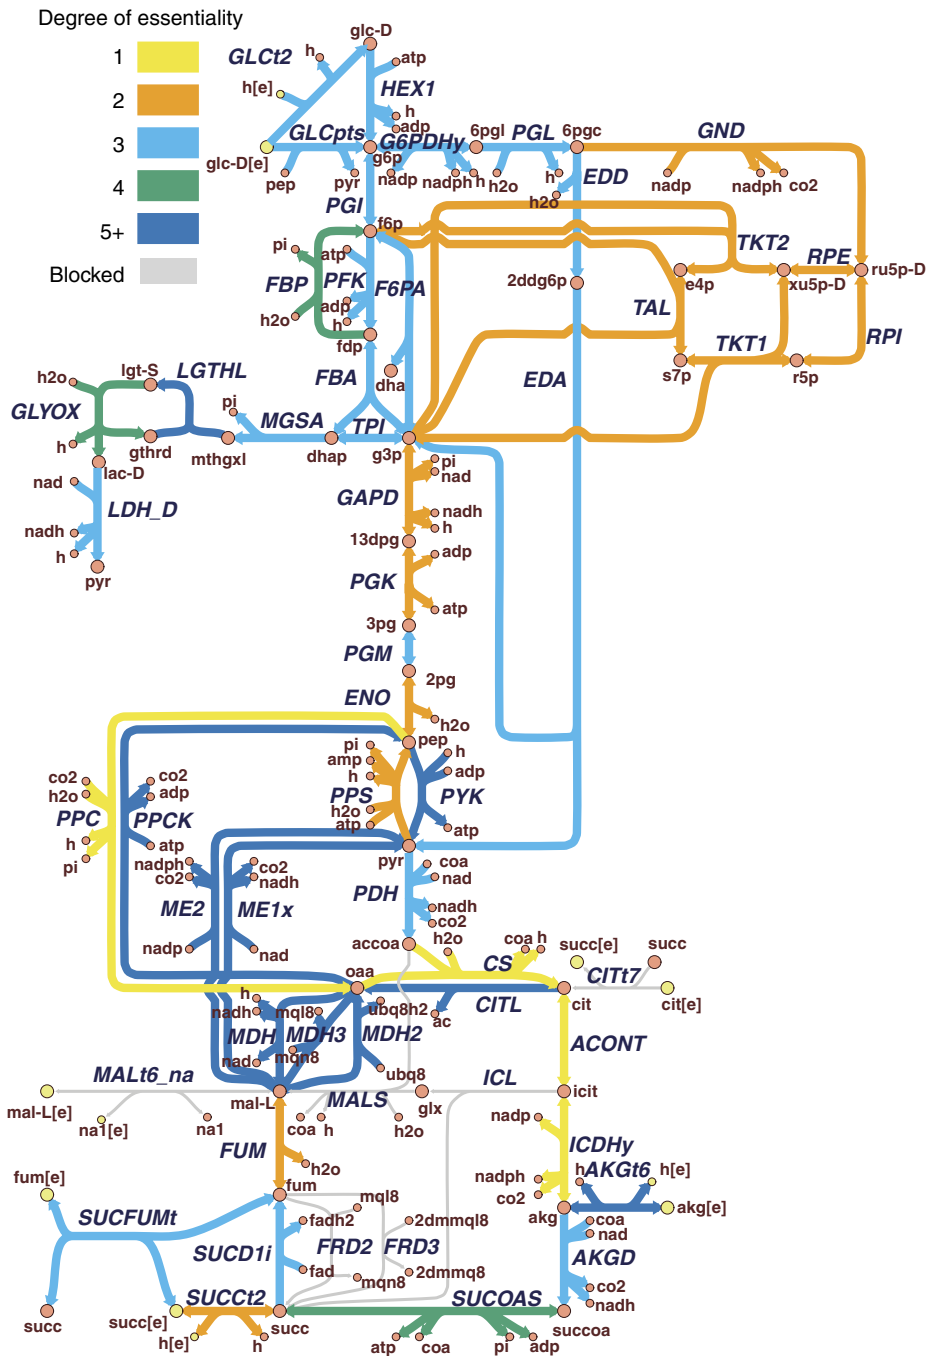 Degree of essentiality
1
2
3
4
5+
Blocked
glc-D
GLCt2
h
atp
h[e]
HEX1
h
adp
GLCpts
G6PDHy
6pgl
PGL
6pgc
GND
glc-D[e]
g6p
pep
pyr
nadp
nadph
h
h2o
h
EDD
nadp
nadph
co2
h2o
PGI
f6p
pi
atp
TKT2
RPE
FBP
PFK
F6PA
2ddg6p
e4p
xu5p-D
ru5p-D
adp
h
h2o
TAL
fdp
TKT1
RPI
s7p
r5p
h2o
lgt-S
LGTHL
FBA
dha
EDA
GLYOX
pi
MGSA
TPI
h
gthrd
mthgxl
dhap
g3p
lac-D
nad
pi
nad
LDH_D
GAPD
nadh
h
nadh
h
13dpg
adp
pyr
PGK
atp
3pg
PGM
2pg
ENO
h2o
pep
pi
amp
h
h
adp
co2
h2o
co2
adp
PPS
PYK
PPC
PPCK
h2o
atp
atp
h
pi
atp
nadph
co2
co2
nadh
pyr
coa
nad
PDH
ME2
ME1x
nadh
co2
nadp
nad
accoa
h2o
coa
h
succ[e]
succ
oaa
CS
CITt7
cit
cit[e]
CITL
h
nadh
mql8
ubq8h2
ac
MDH
MDH3
MDH2
ACONT
nad
mqn8
ubq8
MALt6_na
ICL
icit
mal-L[e]
mal-L
MALS
glx
na1[e]
na1
coa
h
h2o
nadp
FUM
ICDHy
h2o
h
AKGt6
h[e]
nadph
co2
fum[e]
fum
mql8
akg
akg[e]
SUCFUMt
fadh2
2dmmql8
coa
nad
SUCD1i
FRD2
FRD3
AKGD
fad
mqn8
2dmmq8
co2
nadh
SUCCt2
SUCOAS
succ
succ[e]
succ
succoa
h[e]
h
atp
coa
pi
adp